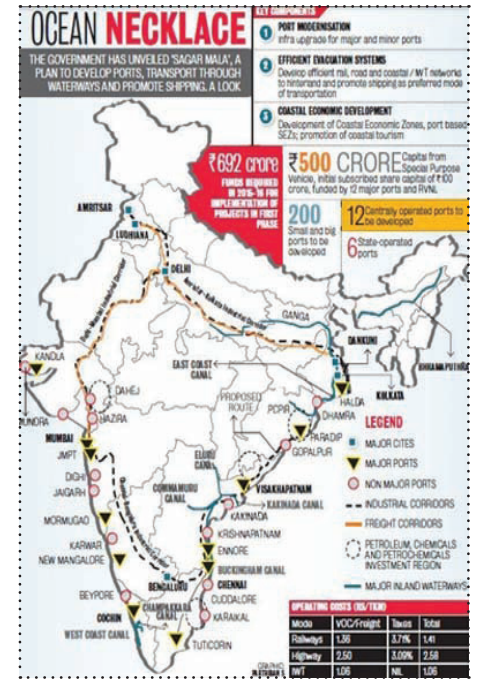 OCEAN NECKLACE
THE GOVERNMENT HAS UNVEILED 'SAGAR MALA', A
PLAN TO DEVELOP PORTS, TRANSPORT THROUGH
WATERWAYS AND PROMOTE SHIPPING. A LOOK
KEY COMPONENTS
1 PORT MODERNISATION
Infra upgrade for major and minor ports
2 EFFICIENT EVACUATION SYSTEMS
Develop efficient rail, road and coastal / IWT networks
to hinterland and promote shipping as preferred mode
of transportation
3 COASTAL ECONOMIC DEVELOPMENT
Development of Coastal Economic Zones, port based
SEZs; promotion of coastal tourism
₹692 crore
FUNDS REQUIRED
IN 2015-16 FOR
IMPLEMENTATION OF
PROJECTS IN FIRST
PHASE
₹500 CRORE Capital from
Special Purpose
Vehicle, initial subscribed share capital of ₹100
crore, funded by 12 major ports and RVNL
200
Small and big
ports to be
developed
12 Centrally operated ports to
be developed
6 State-operated
ports
AMRITSAR
LUDHIANA
DELHI
GANGA
DANKUNI
BRAHMAPUTHRA
KANDLA
EAST COAST
CANAL
KOLKATA
HALDA
DAHEJ
PROPOSED
ROUTE
PCPIR
DHAMRA
MUNDRA
HAZIRA
PARADIP
GOPALPUR
MUMBAI
JMPT
ELURU
CANAL
DIGHI
JAIGARH
COMMAMURU
CANAL
VISAKHAPATNAM
KAKINADA CANAL
KAKINADA
MORMUGAO
KRISHNAPATNAM
KARWAR
ENNORE
NEW MANGALORE
BUCKINGHAM CANAL
BENGALURU
CHENNAI
BEYPORE
CUDDALORE
CHAMPAKKARA
CANAL
COCHIN
KARAIKAL
WEST COAST CANAL
TUTICORIN
LEGEND
MAJOR CITES
MAJOR PORTS
NON MAJOR PORTS
INDUSTRIAL CORRIDORS
FREIGHT CORRIDORS
PETROLEUM, CHEMICALS
AND PETROCHEMICALS
INVESTMENT REGION
MAJOR INLAND WATERWAYS
OPERATING COSTS (RS/TKM)
Mode VOC/Freight Taxes Total
Railways 1.36 3.71% 1.41
Highway 2.50 3.09% 2.58
IWT 1.06 NIL 1.06
GRAPHIC